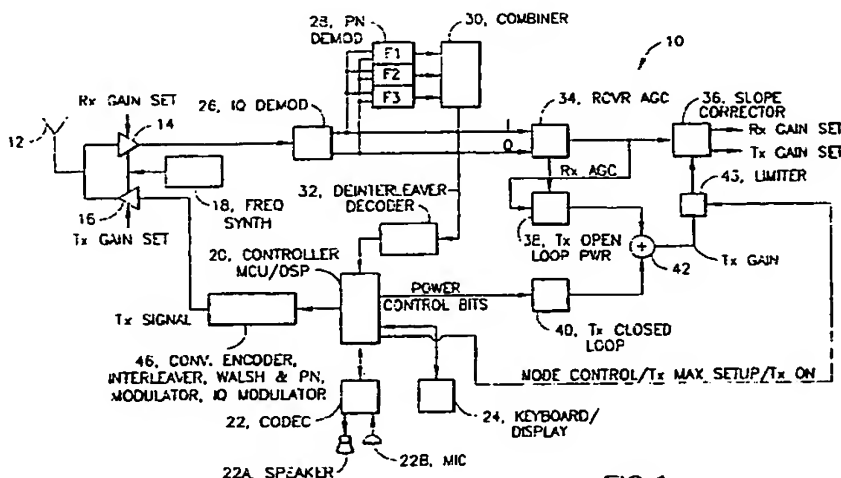 28, PN
DEMOD
30, COMBINER
10
Rx GAIN SET
F1
F2
F3
12
14
26, IQ DEMOD
34, RCVR AGC
36, SLOPE
CORRECTOR
I
Q
Rx GAIN SET
Tx GAIN SET
Rx AGC
43, LIMITER
32, DEINTERLEAVER
DECODER
16
18, FREQ
SYNTH
Tx GAIN SET
38, Tx OPEN
LOOP PWR
+
42
Tx GAIN
20, CONTROLLER
MCU/DSP
POWER
CONTROL BITS
Tx SIGNAL
40, Tx CLOSED
LOOP
46, CONV. ENCODER,
INTERLEAVER, WALSH & PN,
MODULATOR, IQ MODULATOR
MODE CONTROL/Tx MAX SETUP/Tx ON
22, CODEC
24, KEYBOARD/
DISPLAY
22A, SPEAKER
22B, MIC